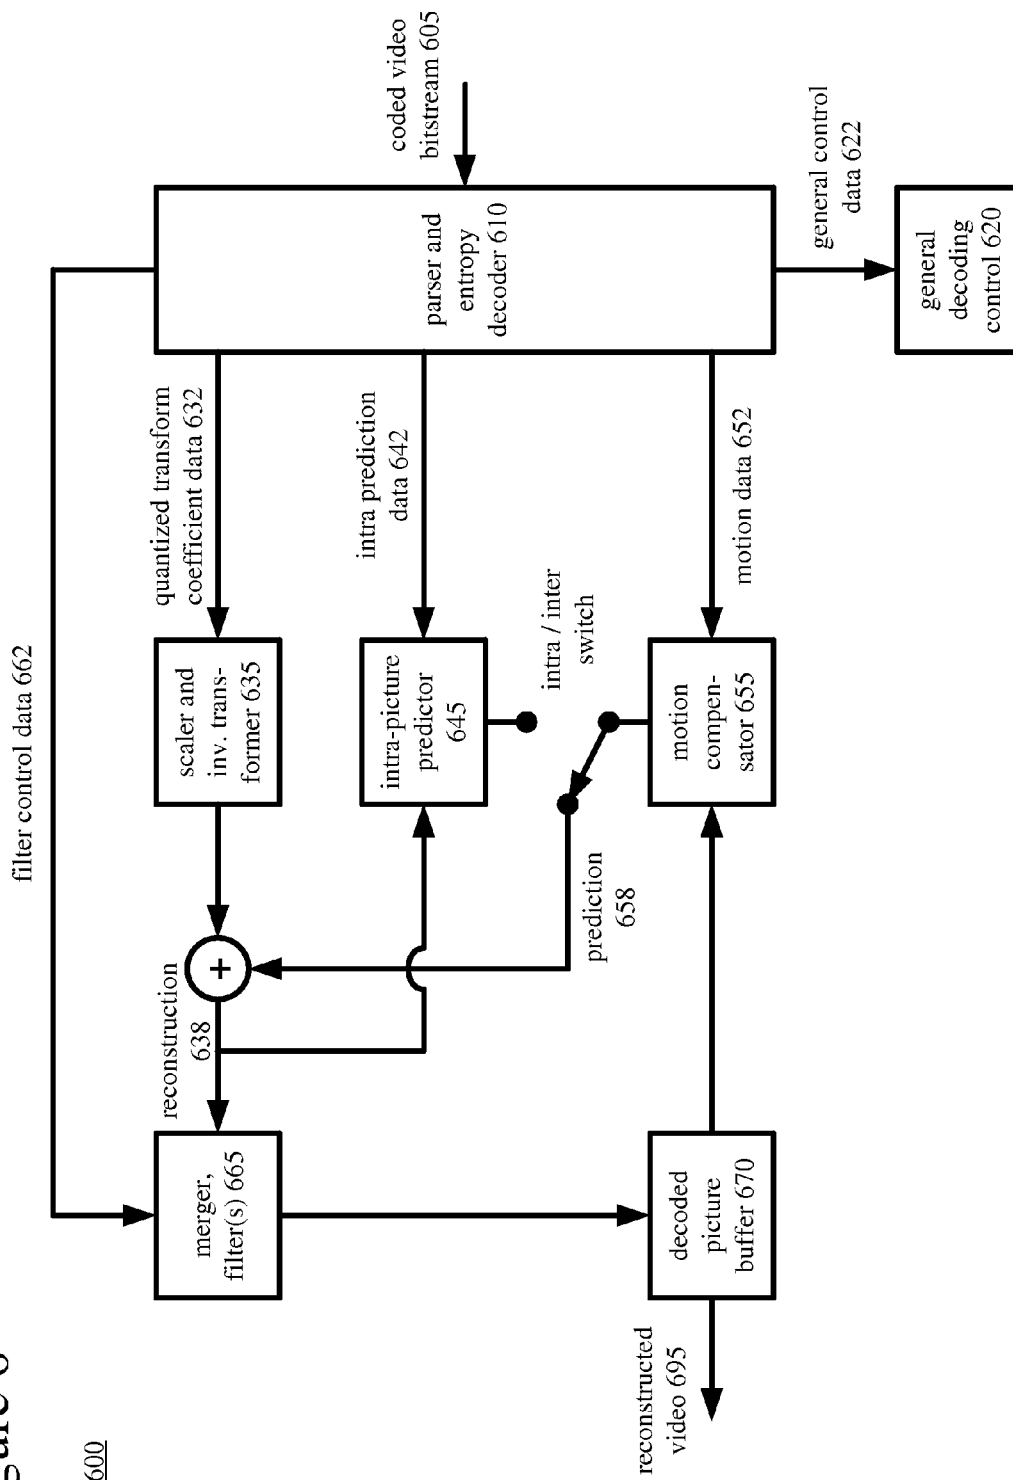 600
filter control data 662
reconstruction
638
quantized transform
coefficient data 632
merger,
filter(s) 665
+
scaler and
inv. trans-
former 635
intra prediction
data 642
intra-picture
predictor
645
parser and
entropy
decoder 610
coded video
bitstream 605
intra / inter
switch
prediction
658
reconstructed
video 695
decoded
picture
buffer 670
motion
compen-
sator 655
motion data 652
general control
data 622
general
decoding
control 620